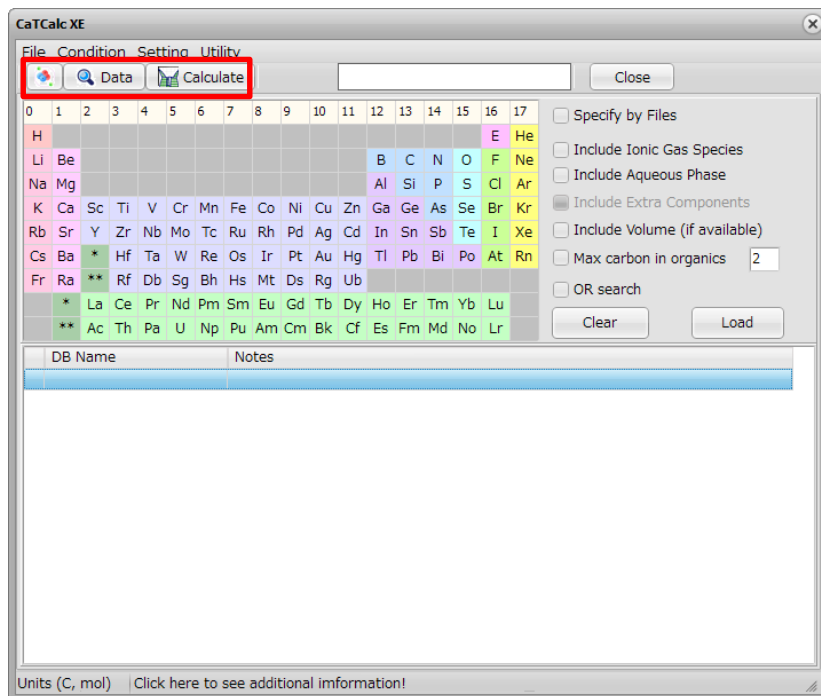 CaTCalc XE
File Condition Setting Utility
Data Calculate Close
0 1 2 3 4 5 6 7 8 9 10 11 12 13 14 15 16 17
H E He
Li Be B C N O F Ne
Na Mg Al Si P S Cl Ar
K Ca Sc Ti V Cr Mn Fe Co Ni Cu Zn Ga Ge As Se Br Kr
Rb Sr Y Zr Nb Mo Tc Ru Rh Pd Ag Cd In Sn Sb Te I Xe
Cs Ba * Hf Ta W Re Os Ir Pt Au Hg Tl Pb Bi Po At Rn
Fr Ra ** Rf Db Sg Bh Hs Mt Ds Rg Ub
* La Ce Pr Nd Pm Sm Eu Gd Tb Dy Ho Er Tm Yb Lu
** Ac Th Pa U Np Pu Am Cm Bk Cf Es Fm Md No Lr
Specify by Files
Include Ionic Gas Species
Include Aqueous Phase
Include Extra Components
Include Volume (if available)
Max carbon in organics 2
OR search
Clear Load
DB Name Notes
Units (C, mol) Click here to see additional imformation!